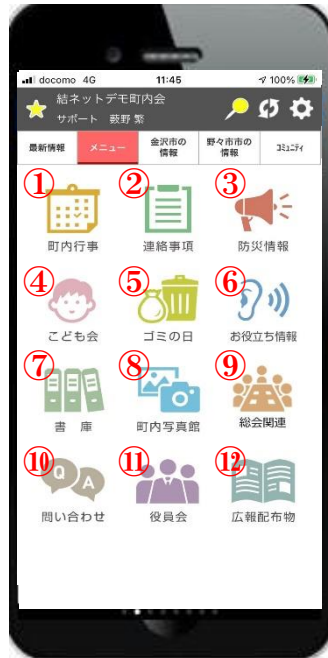 docomo 4G 11:45 100%
結ネットデモ町内会
サポート 薮野 繁
最新情報 メニュー 金沢市の情報 野々市市の情報 コミュニティ
① ② ③
町内行事 連絡事項 防災情報
④ ⑤ ⑥
こども会 ゴミの日 お役立ち情報
⑦ ⑧ ⑨
書 庫 町内写真館 総会関連
⑩ ⑪ ⑫
Q A
問い合わせ 役員会 広報配布物